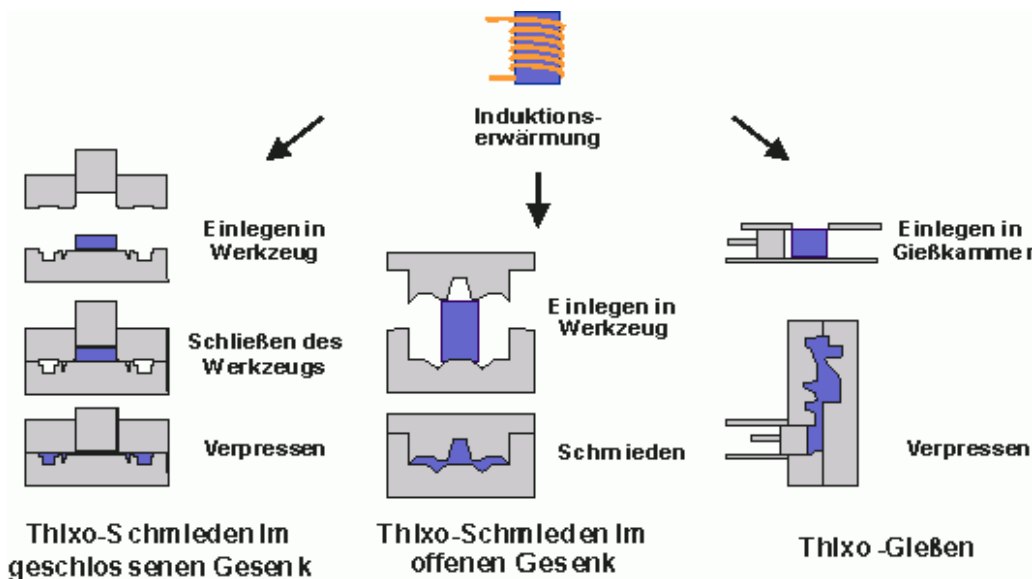 Induktions-
erwärmung
Einlegen in
Werkzeug
Schließen des
Werkzeugs
Verpressen
Thixo-Schmieden im
geschlossenen Gesenk
Einlegen in
Werkzeug
Schmieden
Thixo-Schmieden im
offenen Gesenk
Einlegen in
Gießkammer
Verpressen
Thixo-Gießen